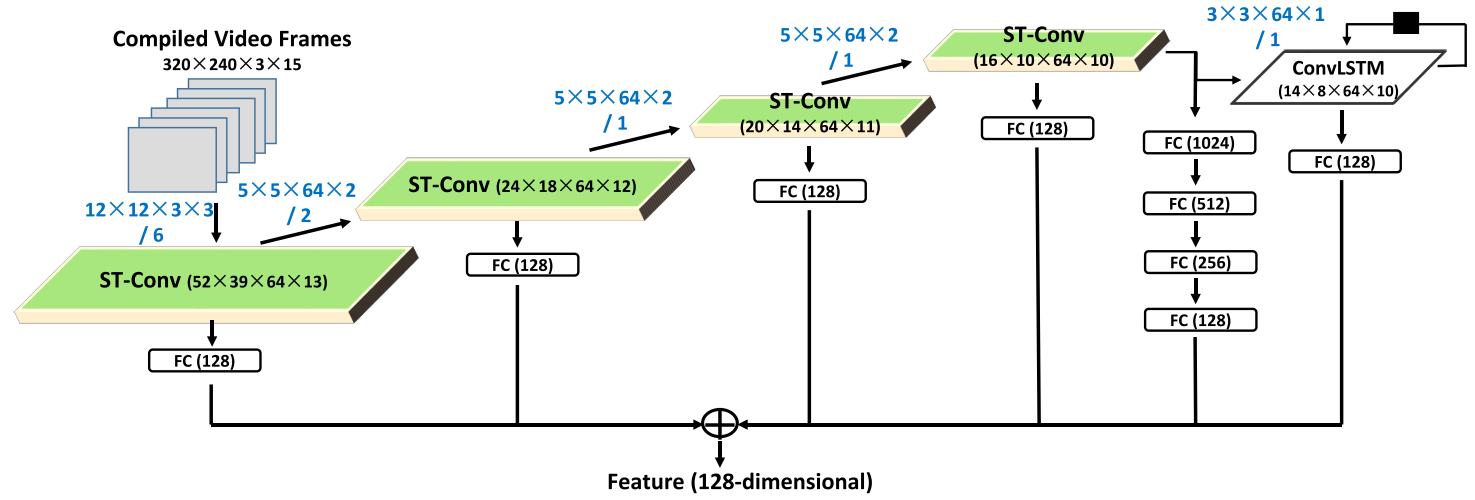 Compiled Video Frames
320×240×3×15
12×12×3×3
/ 6
ST-Conv (52×39×64×13)
FC (128)
5×5×64×2
/ 2
ST-Conv (24×18×64×12)
FC (128)
5×5×64×2
/ 1
ST-Conv
(20×14×64×11)
FC (128)
5×5×64×2
/ 1
ST-Conv
(16×10×64×10)
FC (128)
FC (1024)
FC (512)
FC (256)
FC (128)
3×3×64×1
/ 1
ConvLSTM
(14×8×64×10)
FC (128)
Feature (128-dimensional)